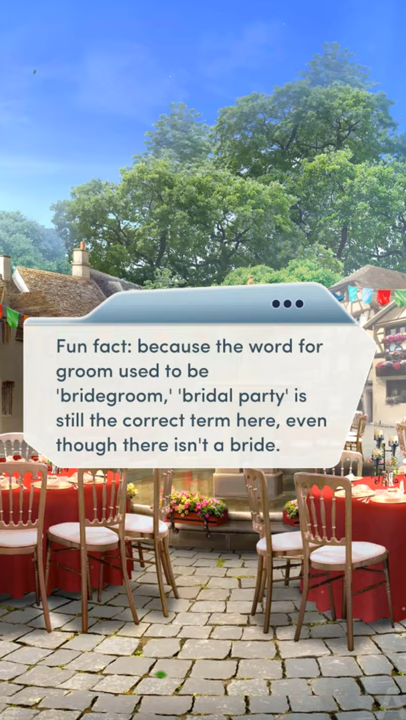 Fun fact: because the word for
groom used to be
'bridegroom,' 'bridal party' is
still the correct term here, even
though there isn't a bride.